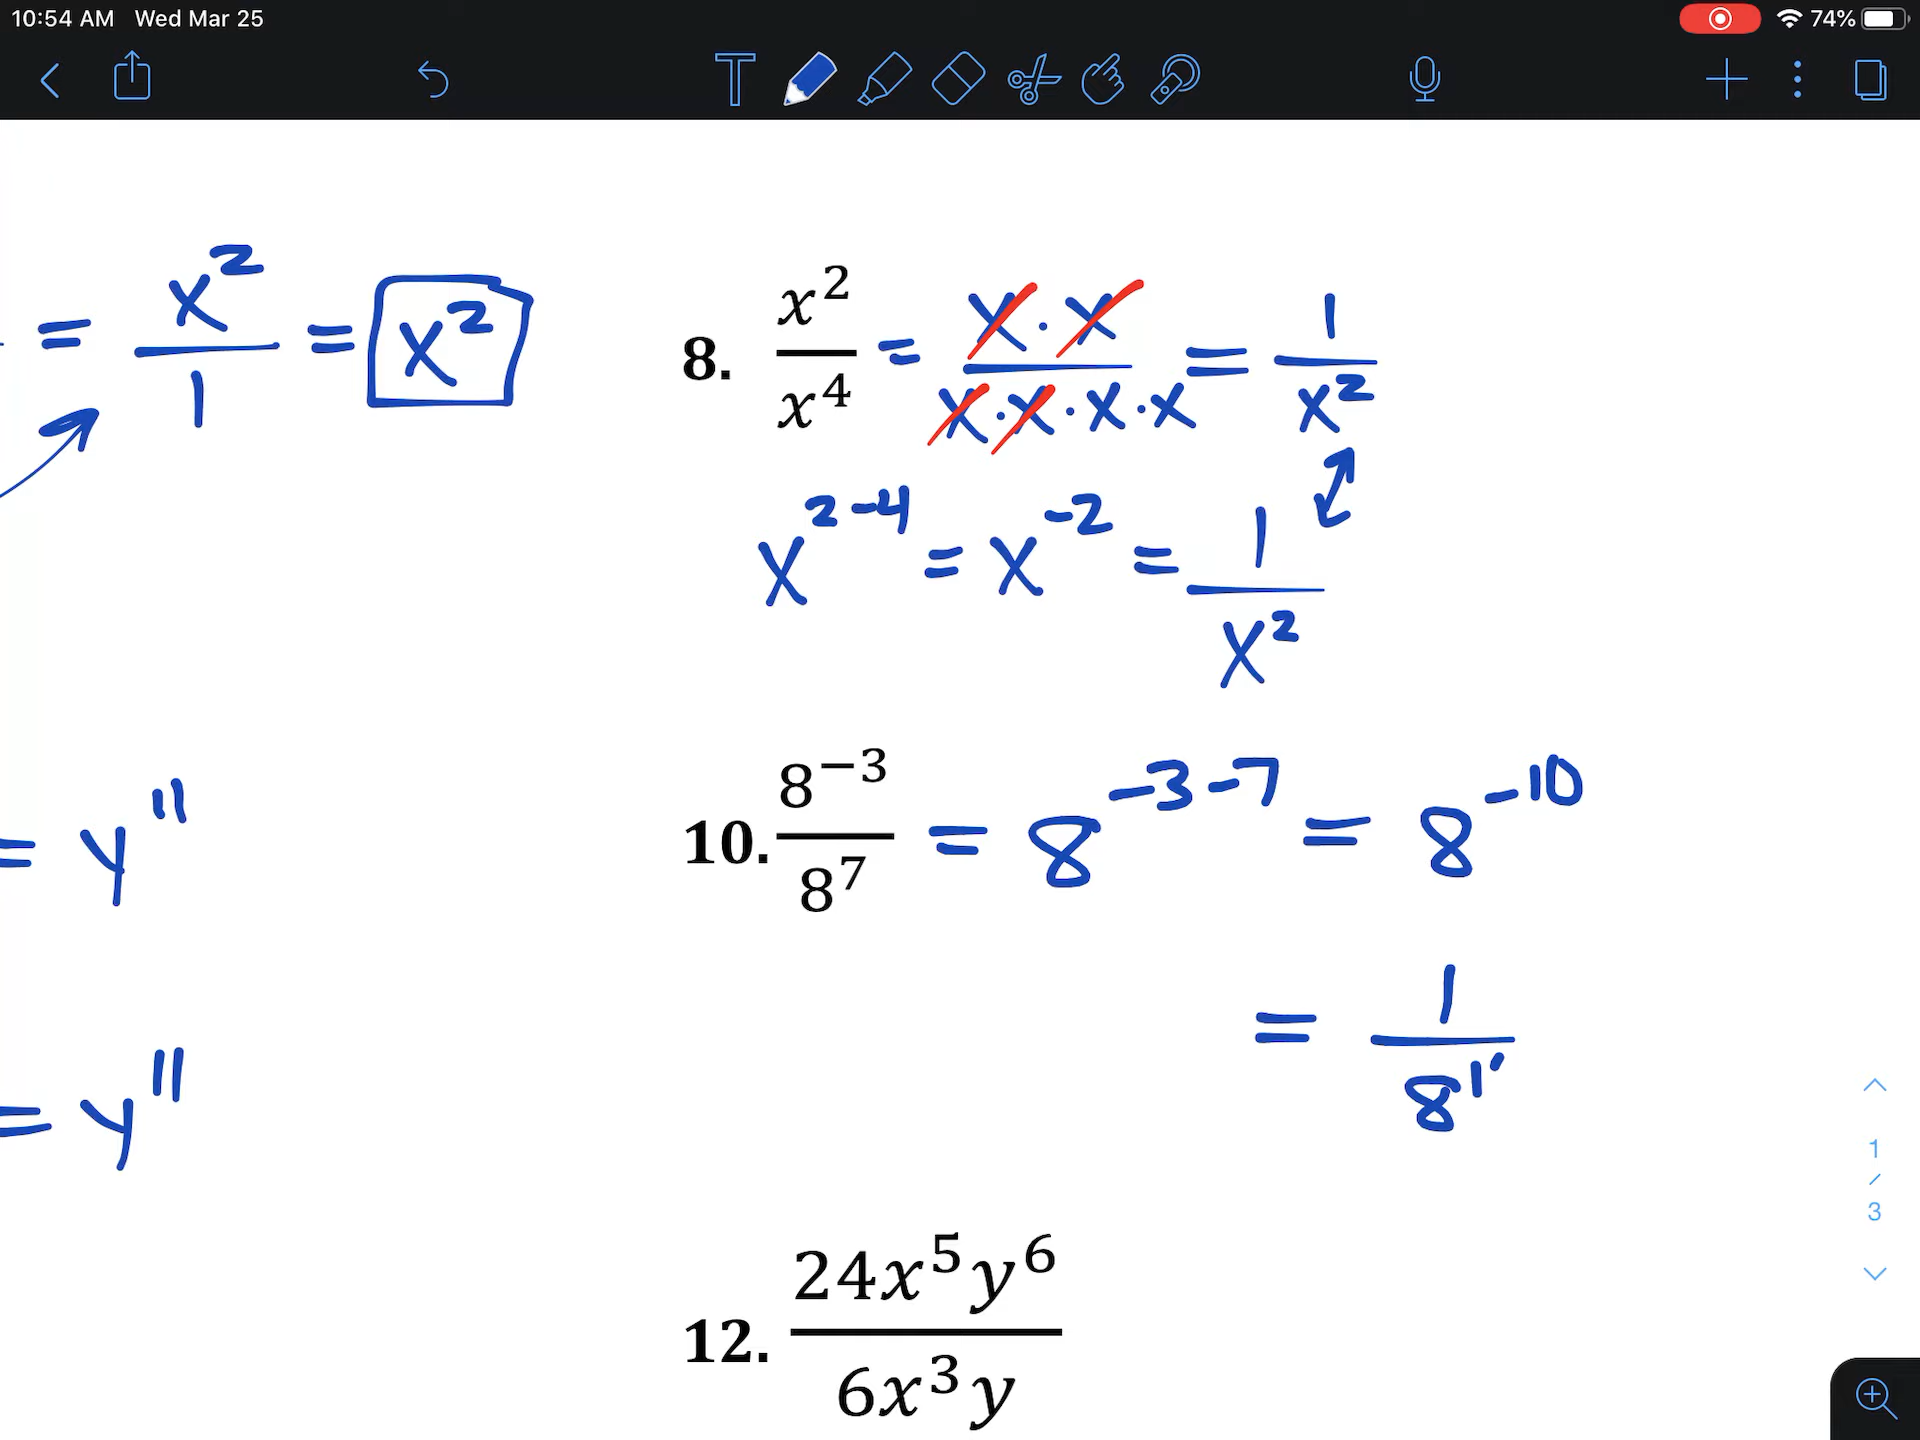 10:54 AM Wed Mar 25 74%
= x²/1 = x²
8. x²/x⁴ = x·x/x·x·x·x = 1/x²
x²⁻⁴ = x⁻² = 1/x²
= y¹¹
10. 8⁻³/8⁷ = 8⁻³⁻⁷ = 8⁻¹⁰
= 1/8¹
= y¹¹
12. 24x⁵y⁶/6x³y
1
/
3